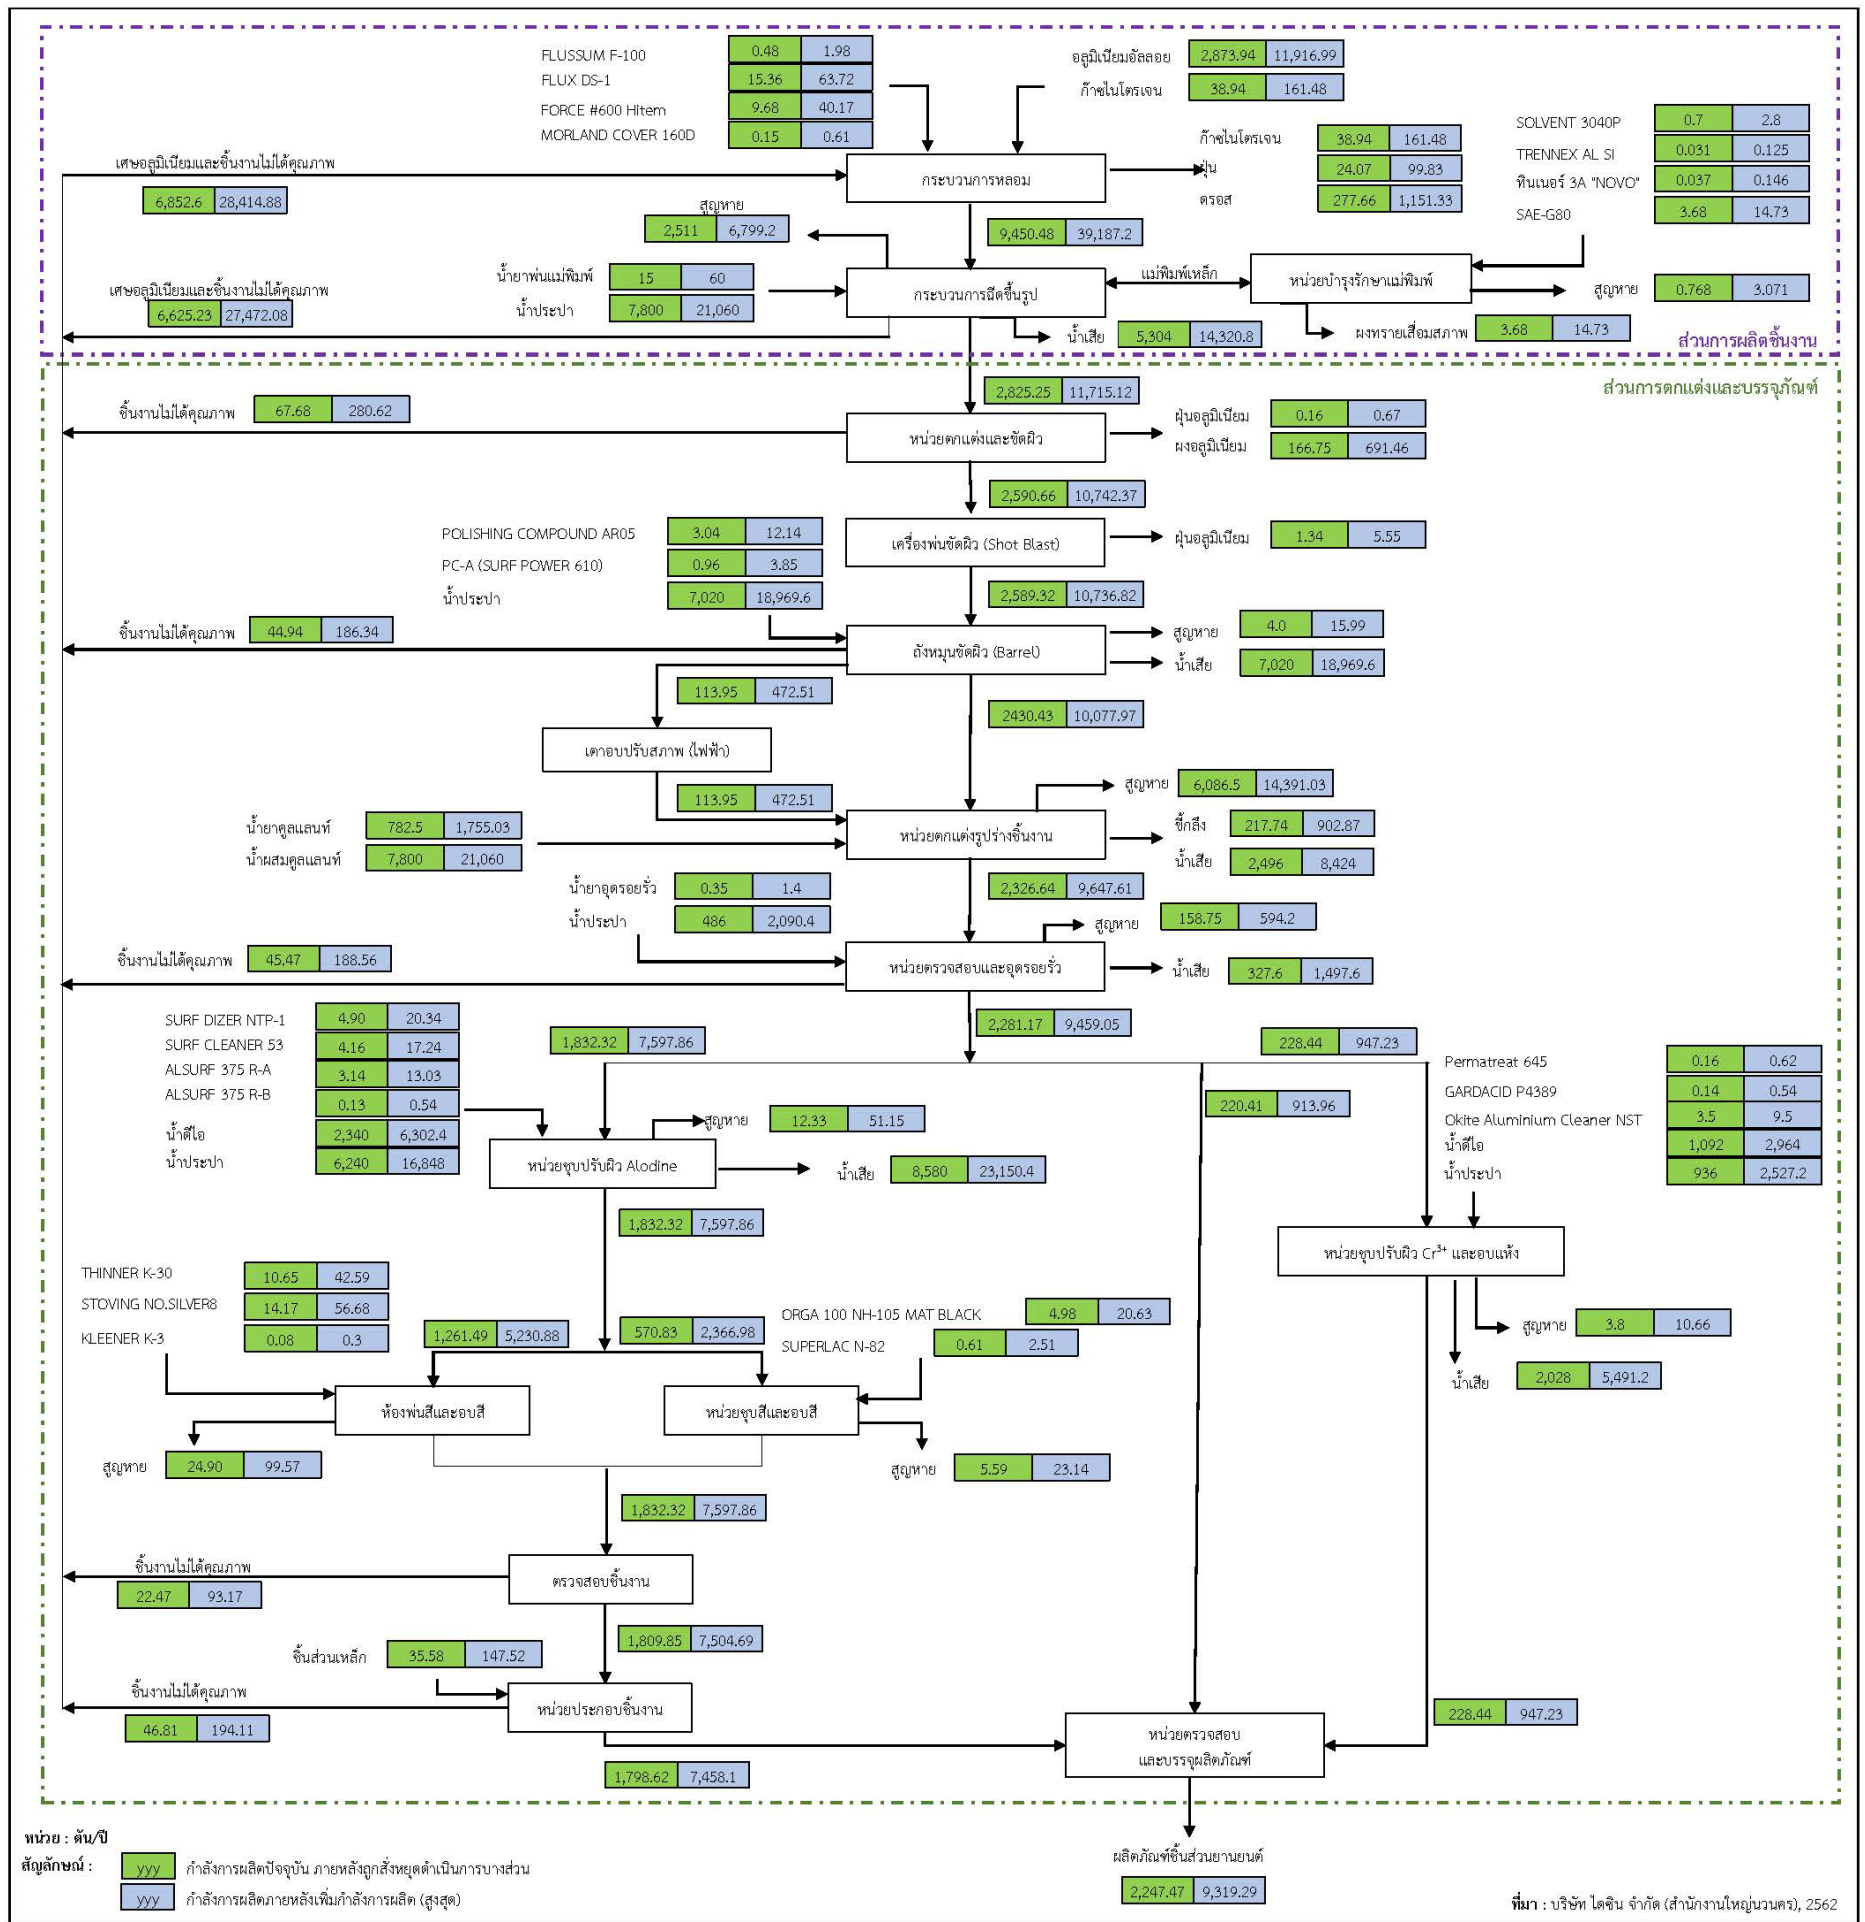 FLUSSUM F-100 0.48 1.98
FLUX DS-1 15.36 63.72
FORCE #600 Hitem 9.68 40.17
MORLAND COVER 160D 0.15 0.61
อลูมิเนียมอัลลอย 2,873.94 11,916.99
ก๊าซไนโตรเจน 38.94 161.48
SOLVENT 3040P 0.7 2.8
TRENNEX AL SI 0.031 0.125
ทินเนอร์ 3A "NOVO" 0.037 0.146
SAE-G80 3.68 14.73
ก๊าซไนโตรเจน 38.94 161.48
ฝุ่น 24.07 99.83
ดรอส 277.66 1,151.33
เศษอลูมิเนียมและชิ้นงานไม่ได้คุณภาพ
6,852.6 28,414.88
กระบวนการหลอม
สูญหาย
2,511 6,799.2
9,450.48 39,187.2
น้ำยาพ่นแม่พิมพ์ 15 60
น้ำประปา 7,800 21,060
กระบวนการฉีดขึ้นรูป
แม่พิมพ์เหล็ก
หน่วยบำรุงรักษาแม่พิมพ์
สูญหาย 0.768 3.071
เศษอลูมิเนียมและชิ้นงานไม่ได้คุณภาพ
6,625.23 27,472.08
น้ำเสีย 5,304 14,320.8
ผงทรายเสื่อมสภาพ 3.68 14.73
ส่วนการผลิตชิ้นงาน
ส่วนการตกแต่งและบรรจุภัณฑ์
2,825.25 11,715.12
ชิ้นงานไม่ได้คุณภาพ 67.68 280.62
หน่วยตกแต่งและขัดผิว
ฝุ่นอลูมิเนียม 0.16 0.67
ผงอลูมิเนียม 166.75 691.46
2,590.66 10,742.37
POLISHING COMPOUND AR05 3.04 12.14
PC-A (SURF POWER 610) 0.96 3.85
น้ำประปา 7,020 18,969.6
เครื่องพ่นขัดผิว (Shot Blast)
ฝุ่นอลูมิเนียม 1.34 5.55
2,589.32 10,736.82
ชิ้นงานไม่ได้คุณภาพ 44.94 186.34
ถังหมุนขัดผิว (Barrel)
สูญหาย 4.0 15.99
น้ำเสีย 7,020 18,969.6
113.95 472.51
2430.43 10,077.97
เตาอบปรับสภาพ (ไฟฟ้า)
113.95 472.51
สูญหาย 6,086.5 14,391.03
น้ำยาคูลแลนท์ 782.5 1,755.03
น้ำผสมคูลแลนท์ 7,800 21,060
หน่วยตกแต่งรูปร่างชิ้นงาน
ขี้กลึง 217.74 902.87
น้ำเสีย 2,496 8,424
น้ำยาอุดรอยรั่ว 0.35 1.4
น้ำประปา 486 2,090.4
2,326.64 9,647.61
สูญหาย 158.75 594.2
ชิ้นงานไม่ได้คุณภาพ 45.47 188.56
หน่วยตรวจสอบและอุดรอยรั่ว
น้ำเสีย 327.6 1,497.6
2,281.17 9,459.05
SURF DIZER NTP-1 4.90 20.34
SURF CLEANER 53 4.16 17.24
ALSURF 375 R-A 3.14 13.03
ALSURF 375 R-B 0.13 0.54
น้ำดีไอ 2,340 6,302.4
น้ำประปา 6,240 16,848
1,832.32 7,597.86
228.44 947.23
220.41 913.96
Permatreat 645 0.16 0.62
GARDACID P4389 0.14 0.54
Okite Aluminium Cleaner NST 3.5 9.5
น้ำดีไอ 1,092 2,964
น้ำประปา 936 2,527.2
สูญหาย 12.33 51.15
หน่วยชุบปรับผิว Alodine
น้ำเสีย 8,580 23,150.4
1,832.32 7,597.86
หน่วยชุบปรับผิว Cr³⁺ และอบแห้ง
THINNER K-30 10.65 42.59
STOVING NO.SILVER8 14.17 56.68
KLEENER K-3 0.08 0.3
1,261.49 5,230.88
570.83 2,366.98
ORGA 100 NH-105 MAT BLACK 4.98 20.63
SUPERLAC N-82 0.61 2.51
สูญหาย 3.8 10.66
น้ำเสีย 2,028 5,491.2
ห้องพ่นสีและอบสี
หน่วยชุบสีและอบสี
สูญหาย 24.90 99.57
สูญหาย 5.59 23.14
1,832.32 7,597.86
ชิ้นงานไม่ได้คุณภาพ
22.47 93.17
ตรวจสอบชิ้นงาน
1,809.85 7,504.69
ชิ้นส่วนเหล็ก 35.58 147.52
ชิ้นงานไม่ได้คุณภาพ
46.81 194.11
หน่วยประกอบชิ้นงาน
228.44 947.23
หน่วยตรวจสอบ
และบรรจุผลิตภัณฑ์
1,798.62 7,458.1
หน่วย : ตัน/ปี
สัญลักษณ์ :
yyy กำลังการผลิตปัจจุบัน ภายหลังถูกสั่งหยุดดำเนินการบางส่วน
yyy กำลังการผลิตภายหลังเพิ่มกำลังการผลิต (สูงสุด)
ผลิตภัณฑ์ชิ้นส่วนยานยนต์
2,247.47 9,319.29
ที่มา : บริษัท ไดซิน จำกัด (สำนักงานใหญ่นวนคร), 2562